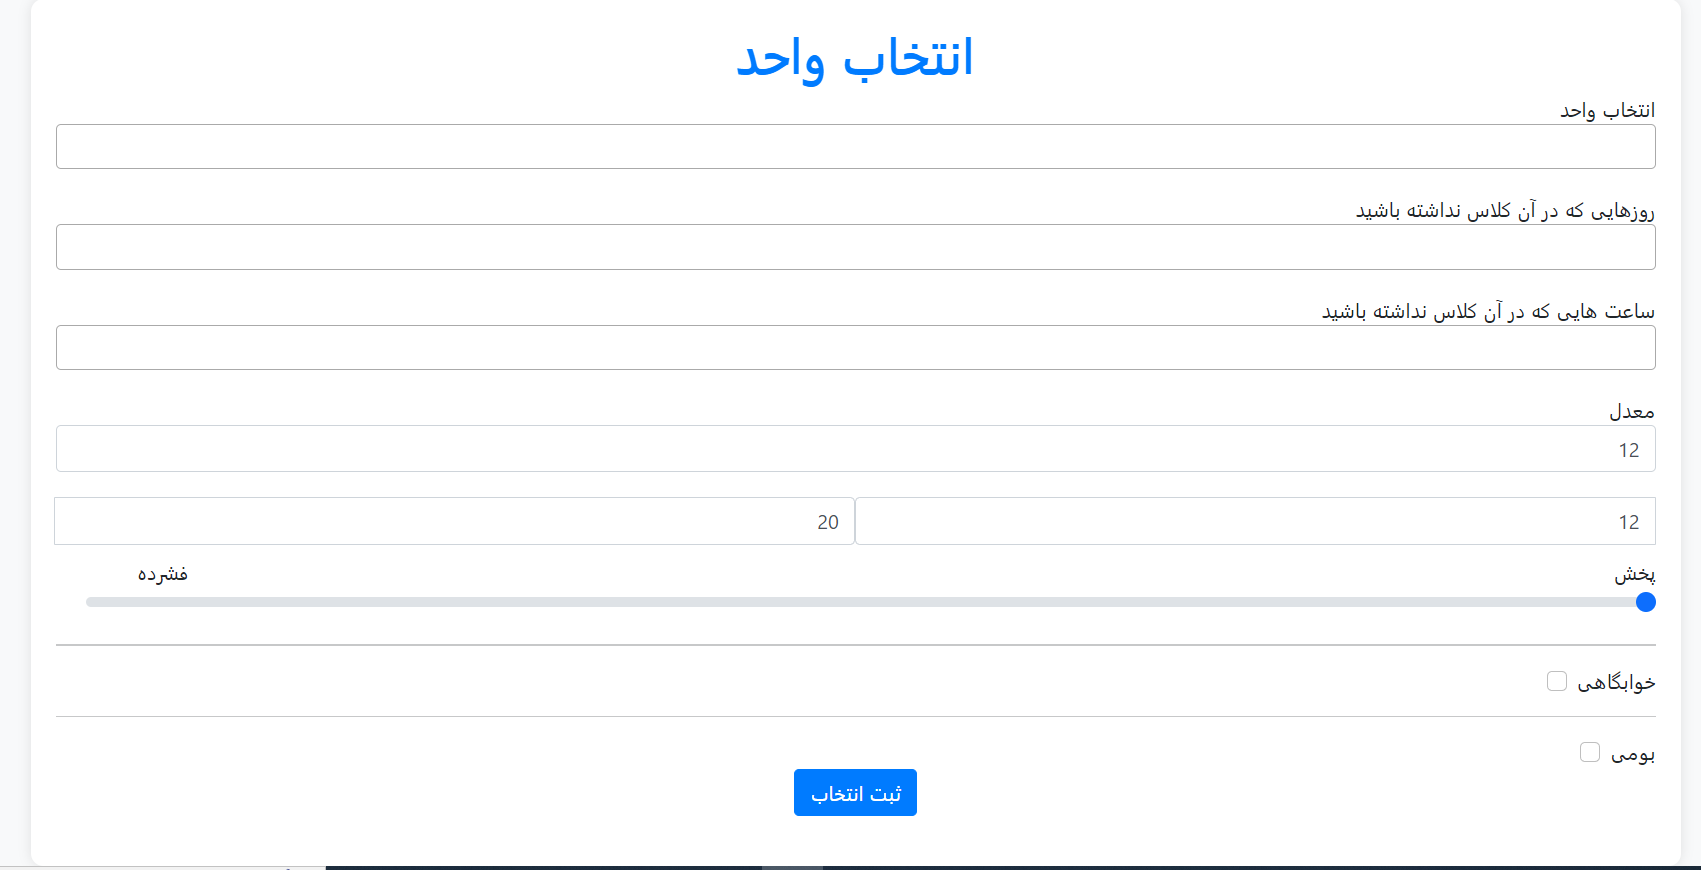 انتخاب واحد
انتخاب واحد
روزهایی که در آن کلاس نداشته باشید
ساعت هایی که در آن کلاس نداشته باشید
معدل
12
12 20
پخش فشرده
خوابگاهی
بومی
ثبت انتخاب